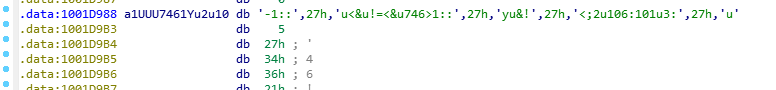 .data:1001D988 a1UUU7461Yu2u10 db '-1::',27h,'u<&u!=<&u746>1::',27h,'yu&!',27h,'<;2u106:101u3:',27h,'u'
.data:1001D9B3 db 5
.data:1001D9B4 db 27h ; '
.data:1001D9B5 db 34h ; 4
.data:1001D9B6 db 36h ; 6
.data:1001D9B7 db 21h ; !